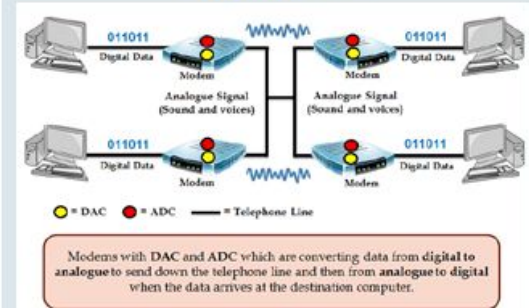 011011
Digital Data
Modem
Analogue Signal
(Sound and voices)
Modem
011011
Digital Data
Analogue Signal
(Sound and voices)
011011
Digital Data
Modem
Modem
011011
Digital Data
= DAC = ADC = Telephone Line
Modems with DAC and ADC which are converting data from digital to
analogue to send down the telephone line and then from analogue to digital
when the data arrives at the destination computer.